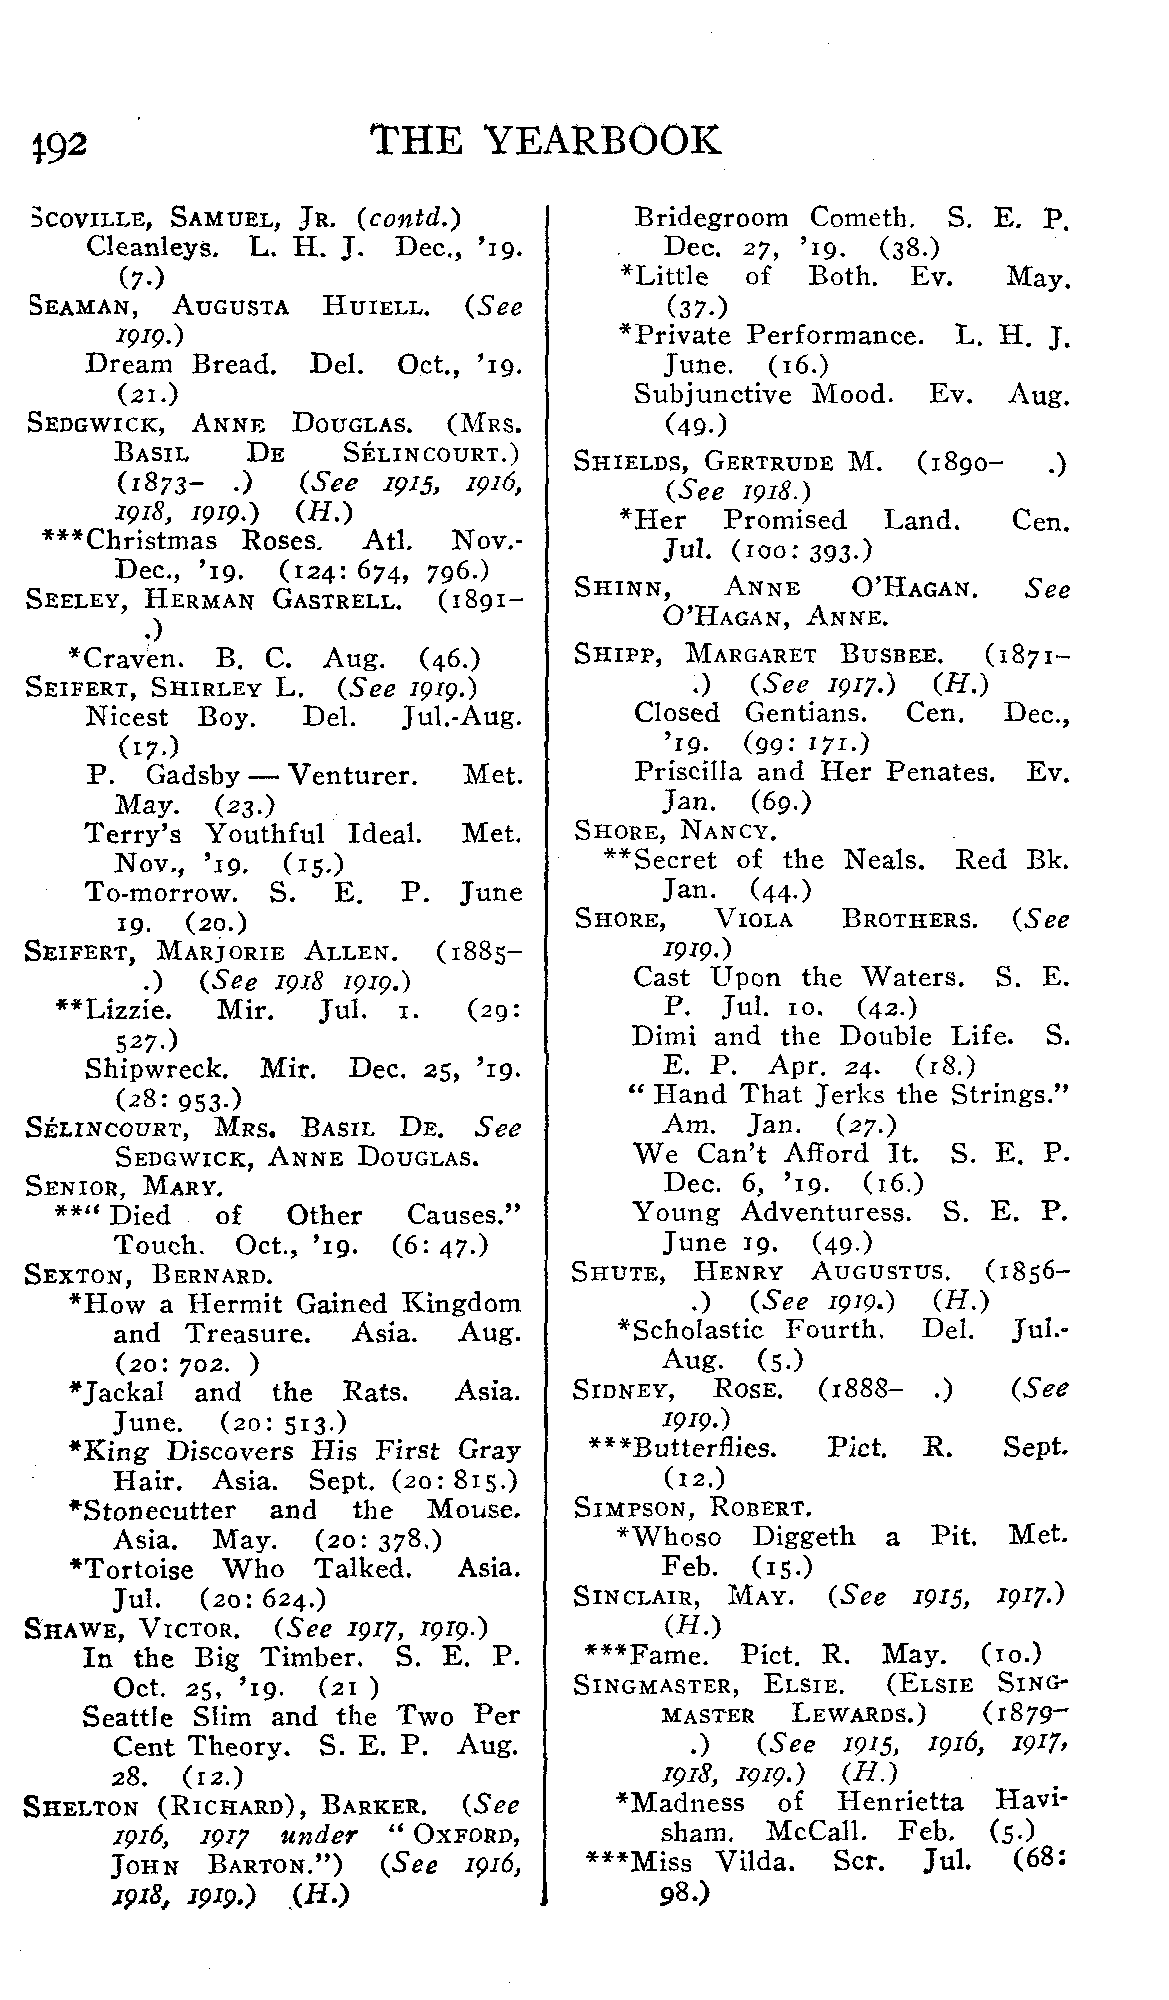 492
THE YEARBOOK
SCOVILLE, SAMUEL, JR. (contd.)
Cleanleys. L. H. J. Dec., '19.
(7.)
SEAMAN, AUGUSTA HUIELL. (See
1919.)
Dream Bread. Del. Oct., '19.
(21.)
SEDGWICK, ANNE DOUGLAS. (MRS.
BASIL DE SÉLINCOURT.)
(1873- .) (See 1915, 1916,
1918, 1919.) (H.)
***Christmas Roses. Atl. Nov.-
Dec., '19. (124: 674, 796.)
SEELEY, HERMAN GASTRELL. (1891-
.)
*Craven. B. C. Aug. (46.)
SEIFERT, SHIRLEY L. (See 1919.)
Nicest Boy. Del. Jul.-Aug.
(17.)
P. Gadsby — Venturer. Met.
May. (23.)
Terry's Youthful Ideal. Met.
Nov., '19. (15.)
To-morrow. S. E. P. June
19. (20.)
SEIFERT, MARJORIE ALLEN. (1885-
.) (See 1918 1919.)
**Lizzie. Mir. Jul. 1. (29:
527.)
Shipwreck. Mir. Dec. 25, '19.
(28: 953.)
SÉLINCOURT, MRS. BASIL DE. See
SEDGWICK, ANNE DOUGLAS.
SENIOR, MARY.
**" Died of Other Causes."
Touch. Oct., '19. (6: 47.)
SEXTON, BERNARD.
*How a Hermit Gained Kingdom
and Treasure. Asia. Aug.
(20: 702. )
*Jackal and the Rats. Asia.
June. (20: 513.)
*King Discovers His First Gray
Hair. Asia. Sept. (20: 815.)
*Stonecutter and the Mouse.
Asia. May. (20: 378.)
*Tortoise Who Talked. Asia.
Jul. (20: 624.)
SHAWE, VICTOR. (See 1917, 1919.)
In the Big Timber. S. E. P.
Oct. 25, '19. (21 )
Seattle Slim and the Two Per
Cent Theory. S. E. P. Aug.
28. (12.)
SHELTON (RICHARD), BARKER. (See
1916, 1917 under " OXFORD,
JOHN BARTON.") (See 1916,
1918, 1919.) (H.)
Bridegroom Cometh. S. E. P.
Dec. 27, '19. (38.)
*Little of Both. Ev. May.
(37.)
*Private Performance. L. H. J.
June. (16.)
Subjunctive Mood. Ev. Aug.
(49.)
SHIELDS, GERTRUDE M. (1890- .)
(See 1918.)
*Her Promised Land. Cen.
Jul. (100: 393.)
SHINN, ANNE O'HAGAN. See
O'HAGAN, ANNE.
SHIPP, MARGARET BUSBEE. (1871-
.) (See 1917.) (H.)
Closed Gentians. Cen. Dec.,
'19. (99: 171.)
Priscilla and Her Penates. Ev.
Jan. (69.)
SHORE, NANCY.
**Secret of the Neals. Red Bk.
Jan. (44.)
SHORE, VIOLA BROTHERS. (See
1919.)
Cast Upon the Waters. S. E.
P. Jul. 10. (42.)
Dimi and the Double Life. S.
E. P. Apr. 24. (18.)
" Hand That Jerks the Strings."
Am. Jan. (27.)
We Can't Afford It. S. E. P.
Dec. 6, '19. (16.)
Young Adventuress. S. E. P.
June 19. (49.)
SHUTE, HENRY AUGUSTUS. (1856-
.) (See 1919.) (H.)
*Scholastic Fourth. Del. Jul.-
Aug. (5.)
SIDNEY, ROSE. (1888- .) (See
1919.)
***Butterflies. Pict. R. Sept.
(12.)
SIMPSON, ROBERT.
*Whoso Diggeth a Pit. Met.
Feb. (15.)
SINCLAIR, MAY. (See 1915, 1917.)
(H.)
***Fame. Pict. R. May. (10.)
SINGMASTER, ELSIE. (ELSIE SING-
MASTER LEWARDS.) (1879-
.) (See 1915, 1916, 1917,
1918, 1919.) (H.)
*Madness of Henrietta Havi-
sham. McCall. Feb. (5.)
***Miss Vilda. Scr. Jul. (68:
98.)